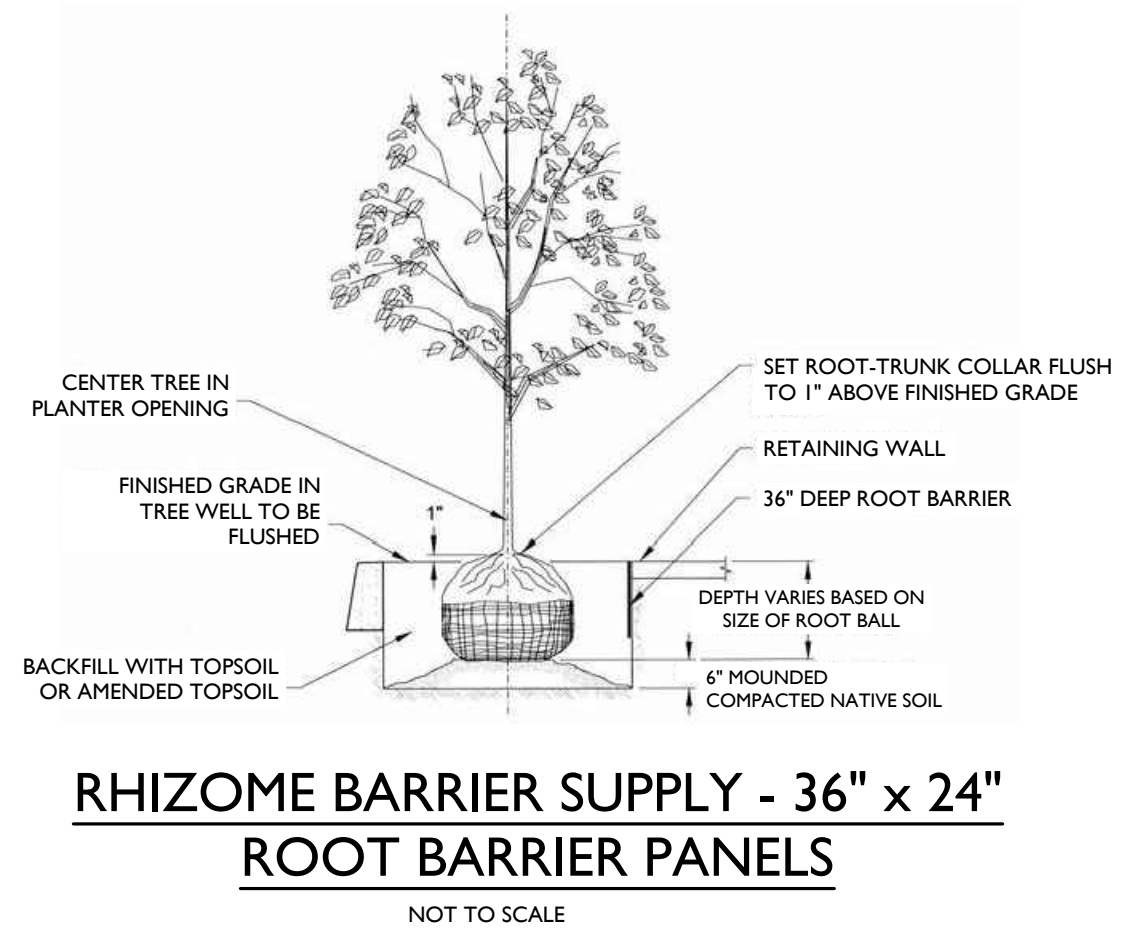 CENTER TREE IN
PLANTER OPENING
SET ROOT-TRUNK COLLAR FLUSH
TO 1" ABOVE FINISHED GRADE
RETAINING WALL
FINISHED GRADE IN
TREE WELL TO BE
FLUSHED
1"
36" DEEP ROOT BARRIER
DEPTH VARIES BASED ON
SIZE OF ROOT BALL
BACKFILL WITH TOPSOIL
OR AMENDED TOPSOIL
6" MOUNDED
COMPACTED NATIVE SOIL
RHIZOME BARRIER SUPPLY - 36" x 24"
ROOT BARRIER PANELS
NOT TO SCALE